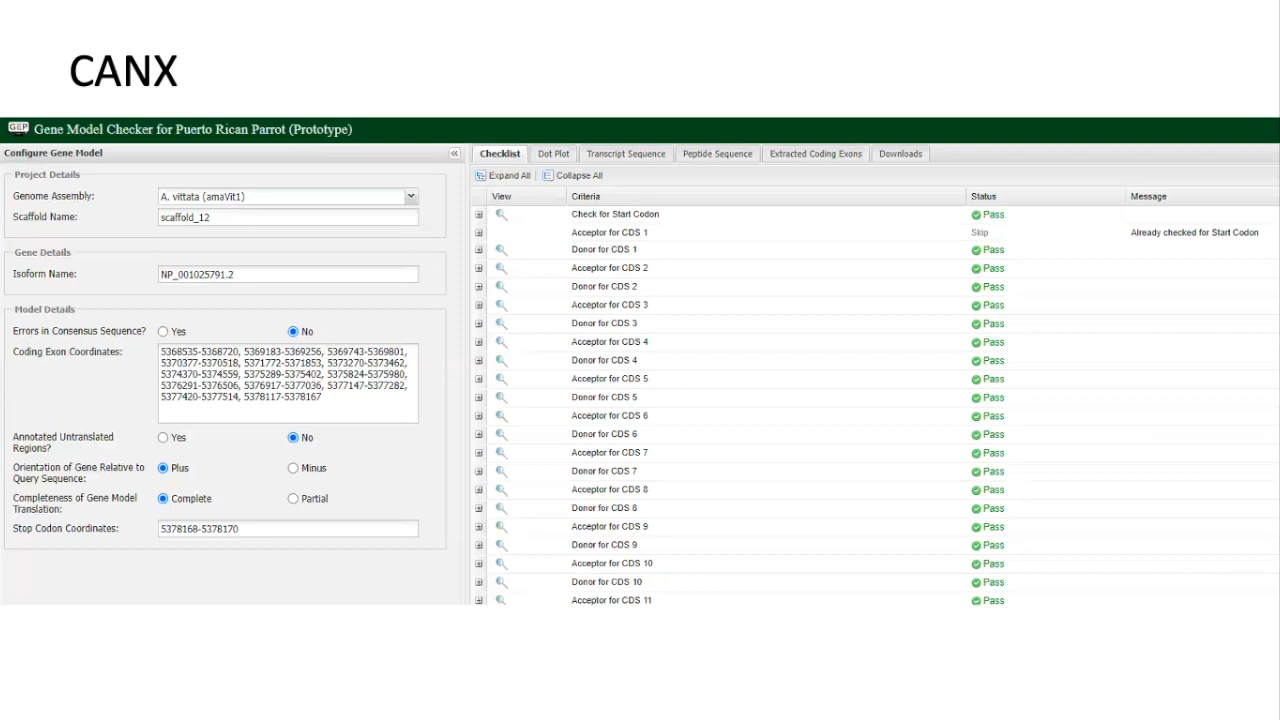 CANX
GEP Gene Model Checker for Puerto Rican Parrot (Prototype)
Configure Gene Model
Project Details
Genome Assembly: A. vittata (amaVit1)
Scaffold Name: scaffold_12
Gene Details
Isoform Name: NP_001025791.2
Model Details
Errors in Consensus Sequence? Yes No
Coding Exon Coordinates: 5368535-5368720, 5369183-5369256, 5369743-5369801,
5370377-5370518, 5371772-5371853, 5373270-5373462,
5374370-5374559, 5375289-5375402, 5375824-5375980,
5376291-5376506, 5376917-5377036, 5377147-5377282,
5377420-5377514, 5378117-5378167
Annotated Untranslated Regions? Yes No
Orientation of Gene Relative to Query Sequence: Plus Minus
Completeness of Gene Model Translation: Complete Partial
Stop Codon Coordinates: 5378168-5378170
Checklist Dot Plot Transcript Sequence Peptide Sequence Extracted Coding Exons Downloads
Expand All Collapse All
View Criteria Status Message
Check for Start Codon Pass
Acceptor for CDS 1 Skip Already checked for Start Codon
Donor for CDS 1 Pass
Acceptor for CDS 2 Pass
Donor for CDS 2 Pass
Acceptor for CDS 3 Pass
Donor for CDS 3 Pass
Acceptor for CDS 4 Pass
Donor for CDS 4 Pass
Acceptor for CDS 5 Pass
Donor for CDS 5 Pass
Acceptor for CDS 6 Pass
Donor for CDS 6 Pass
Acceptor for CDS 7 Pass
Donor for CDS 7 Pass
Acceptor for CDS 8 Pass
Donor for CDS 8 Pass
Acceptor for CDS 9 Pass
Donor for CDS 9 Pass
Acceptor for CDS 10 Pass
Donor for CDS 10 Pass
Acceptor for CDS 11 Pass